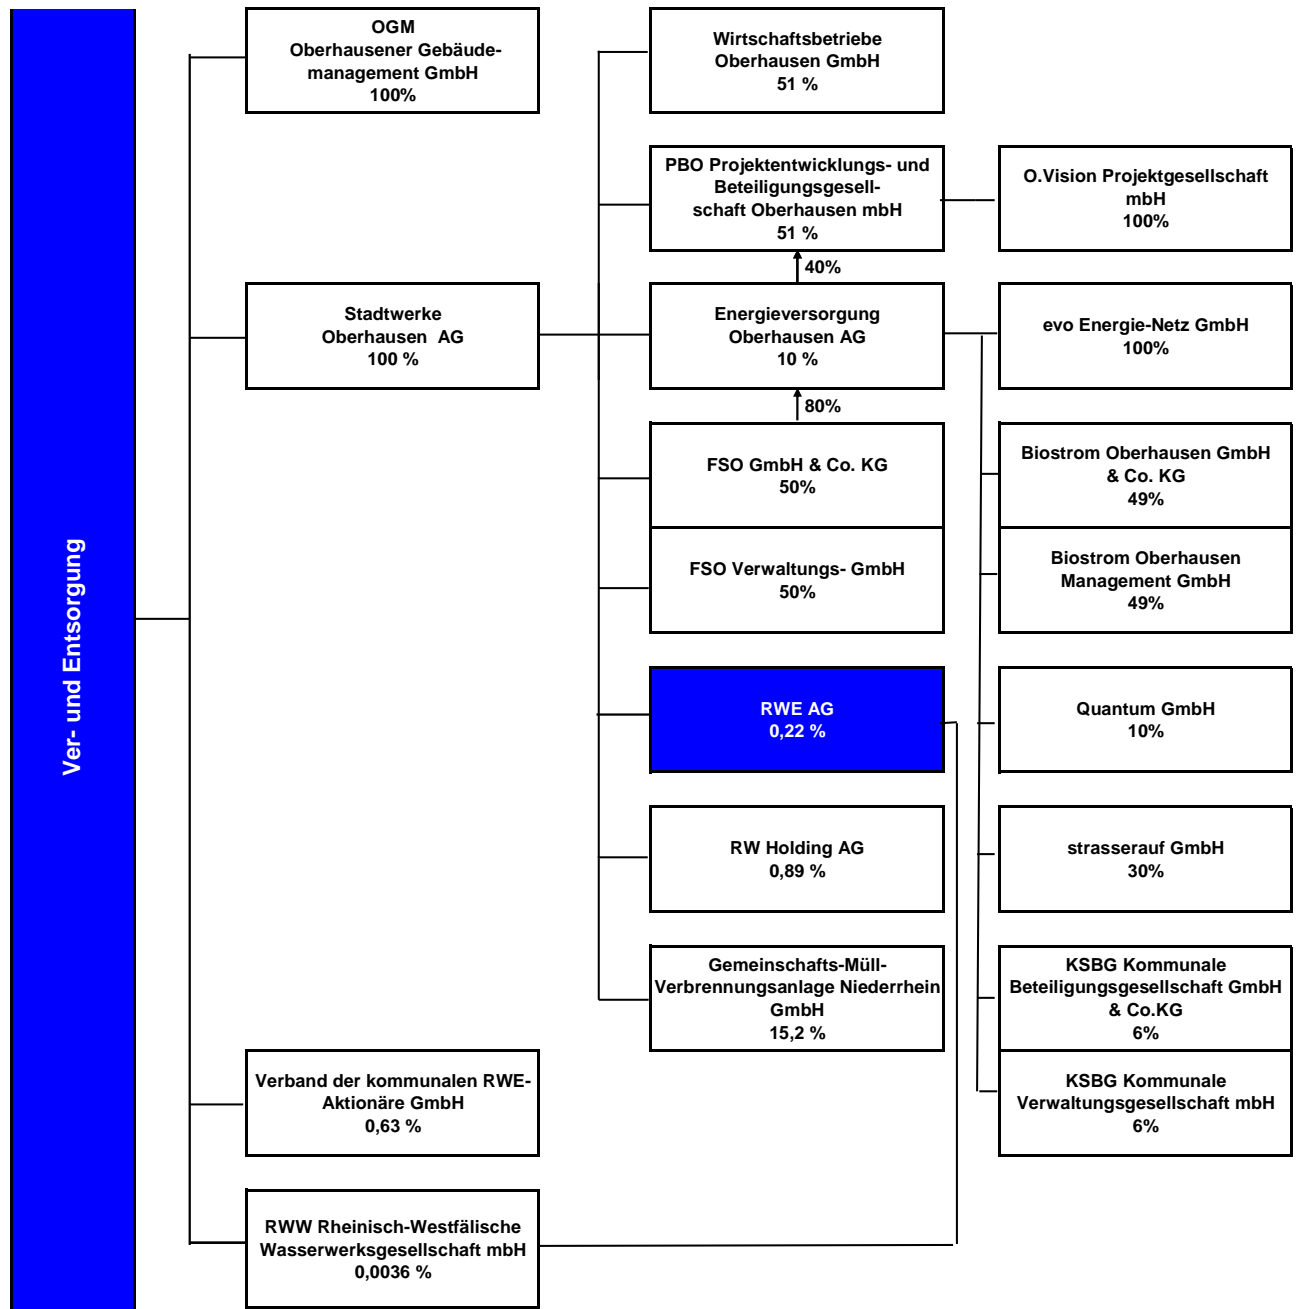 Ver- und Entsorgung
OGM
Oberhausener Gebäude-
management GmbH
100%
Stadtwerke
Oberhausen AG
100 %
Verband der kommunalen RWE-
Aktionäre GmbH
0,63 %
RWW Rheinisch-Westfälische
Wasserwerksgesellschaft mbH
0,0036 %
Wirtschaftsbetriebe
Oberhausen GmbH
51 %
PBO Projektentwicklungs- und
Beteiligungsgesell-
schaft Oberhausen mbH
51 %
40%
Energieversorgung
Oberhausen AG
10 %
80%
FSO GmbH & Co. KG
50%
FSO Verwaltungs- GmbH
50%
RWE AG
0,22 %
RW Holding AG
0,89 %
Gemeinschafts-Müll-
Verbrennungsanlage Niederrhein
GmbH
15,2 %
O.Vision Projektgesellschaft
mbH
100%
evo Energie-Netz GmbH
100%
Biostrom Oberhausen GmbH
& Co. KG
49%
Biostrom Oberhausen
Management GmbH
49%
Quantum GmbH
10%
strasserauf GmbH
30%
KSBG Kommunale
Beteiligungsgesellschaft GmbH
& Co.KG
6%
KSBG Kommunale
Verwaltungsgesellschaft mbH
6%